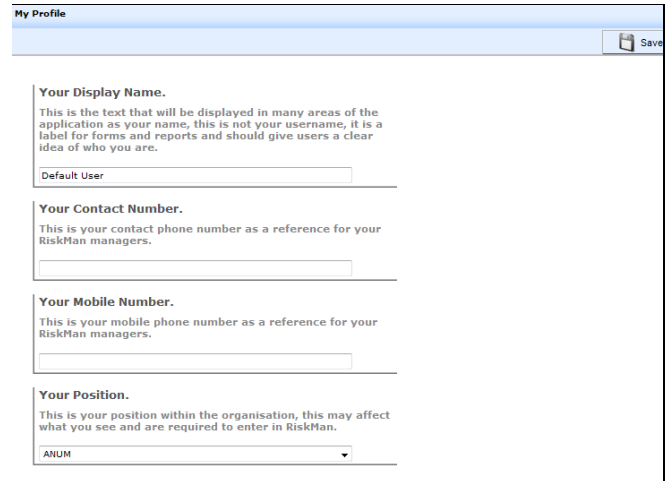 My Profile
Save
Your Display Name.
This is the text that will be displayed in many areas of the
application as your name, this is not your username, it is a
label for forms and reports and should give users a clear
idea of who you are.
Default User
Your Contact Number.
This is your contact phone number as a reference for your
RiskMan managers.
Your Mobile Number.
This is your mobile phone number as a reference for your
RiskMan managers.
Your Position.
This is your position within the organisation, this may affect
what you see and are required to enter in RiskMan.
ANUM